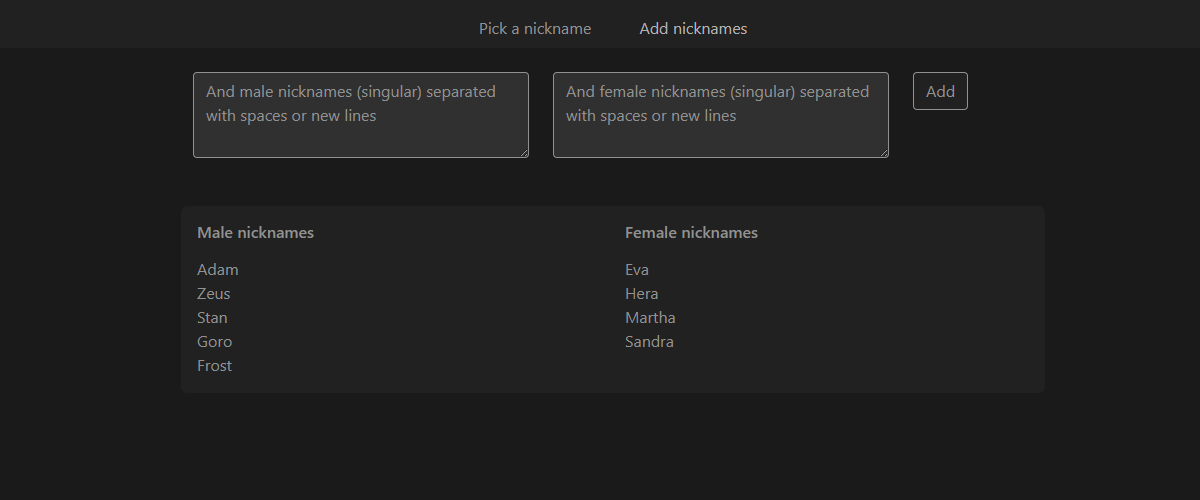 Pick a nickname
Add nicknames
And male nicknames (singular) separated
with spaces or new lines
And female nicknames (singular) separated
with spaces or new lines
Add
Male nicknames
Adam
Zeus
Stan
Goro
Frost
Female nicknames
Eva
Hera
Martha
Sandra